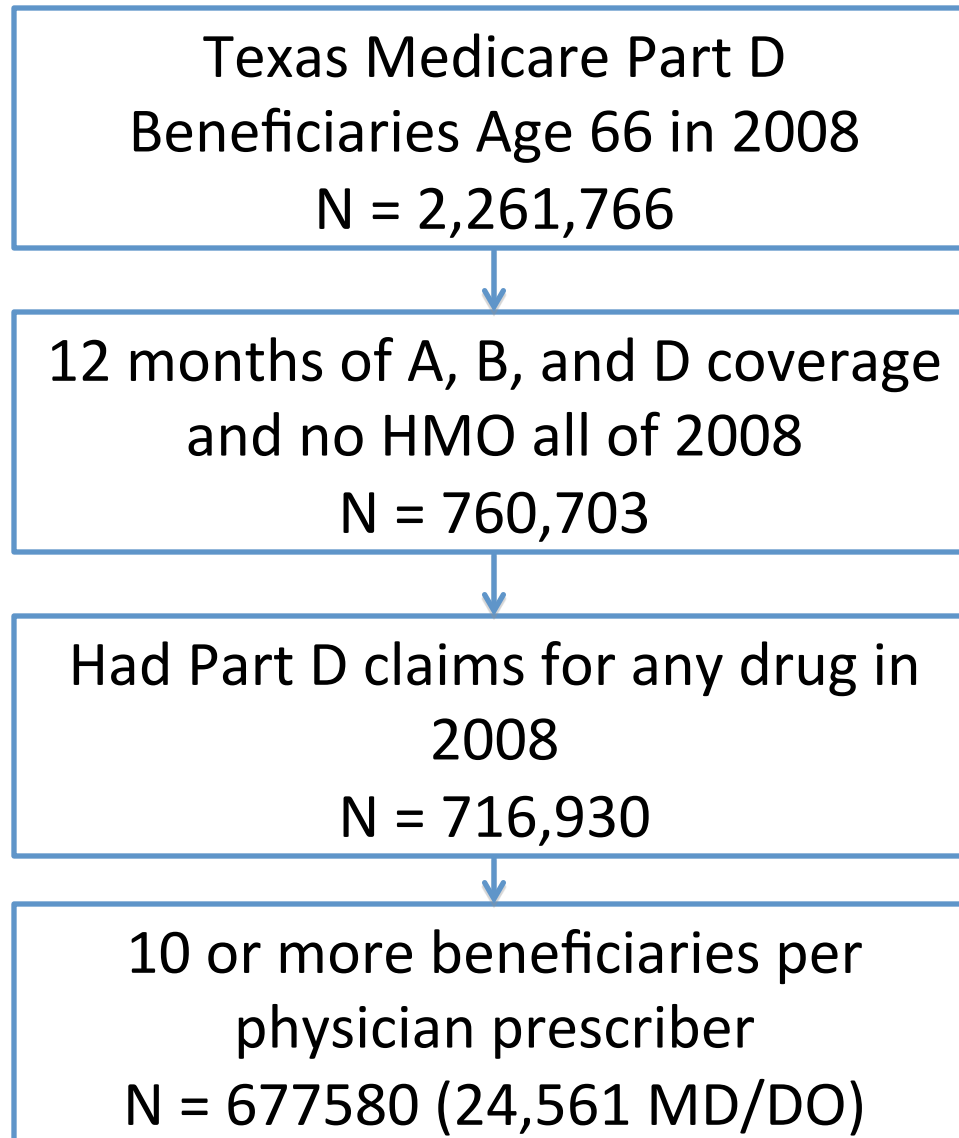 Texas Medicare Part D
Beneficiaries Age 66 in 2008
N = 2,261,766
12 months of A, B, and D coverage
and no HMO all of 2008
N = 760,703
Had Part D claims for any drug in
2008
N = 716,930
10 or more beneficiaries per
physician prescriber
N = 677580 (24,561 MD/DO)